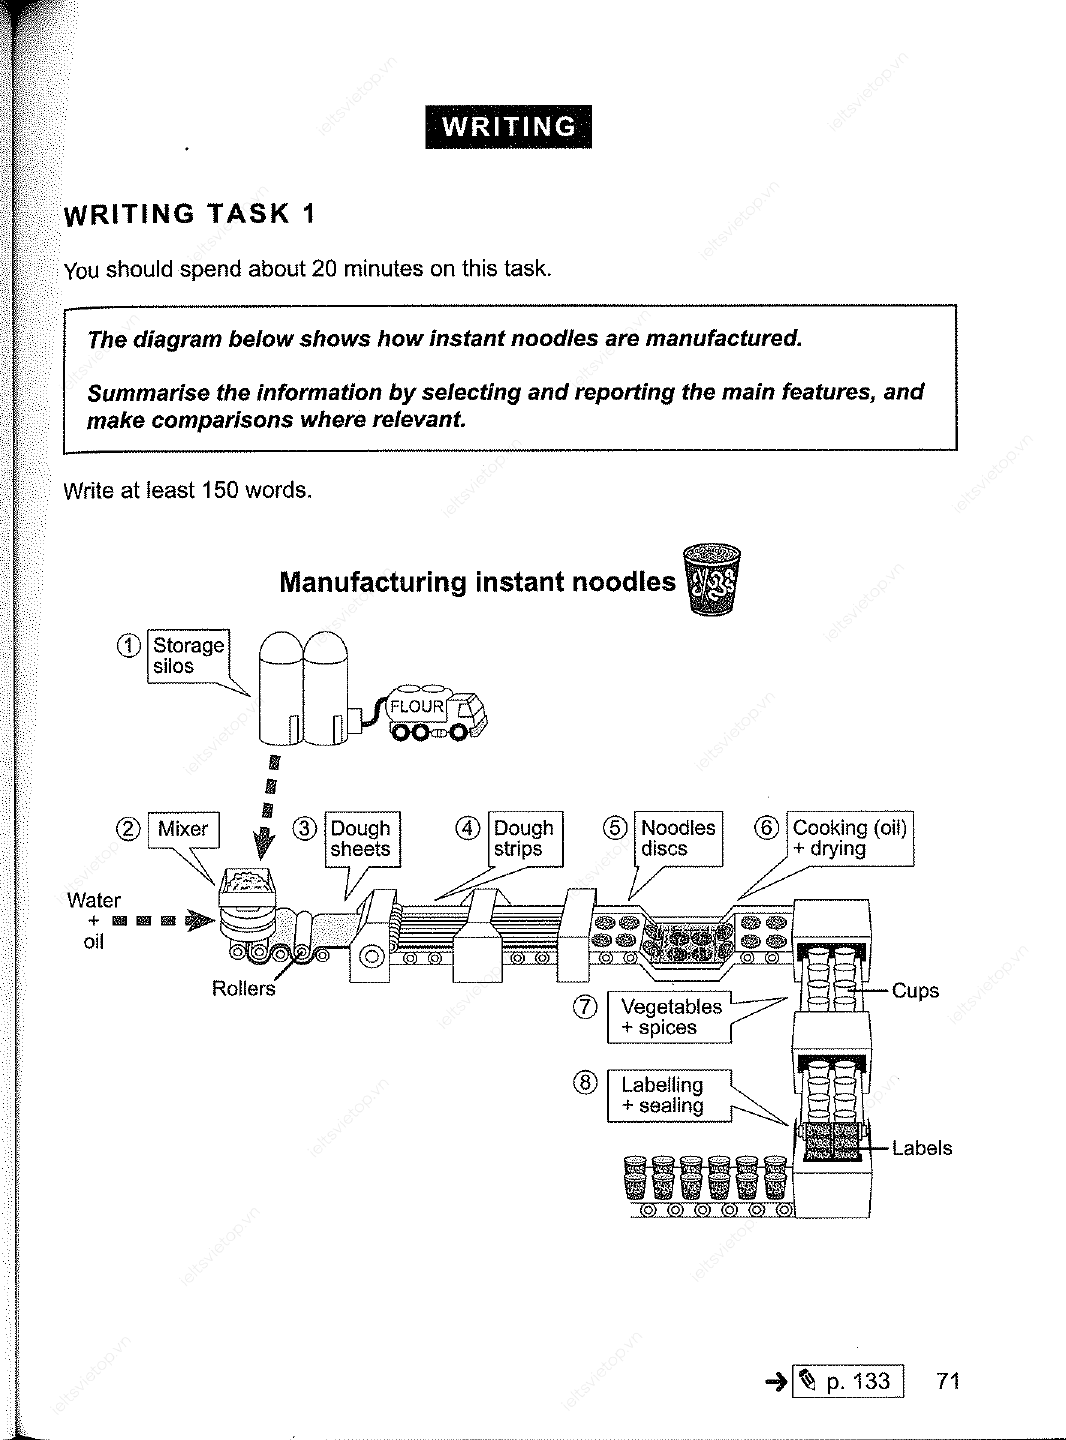 WRITING
WRITING TASK 1
You should spend about 20 minutes on this task.
The diagram below shows how instant noodles are manufactured.
Summarise the information by selecting and reporting the main features, and
make comparisons where relevant.
Write at least 150 words.
Manufacturing instant noodles
1 Storage
silos
FLOUR
2 Mixer
3 Dough
sheets
4 Dough
strips
5 Noodles
discs
6 Cooking (oil)
+ drying
Water
+
oil
Rollers
7 Vegetables
+ spices
Cups
8 Labelling
+ sealing
Labels
p. 133
71
ieltsvietop.vn